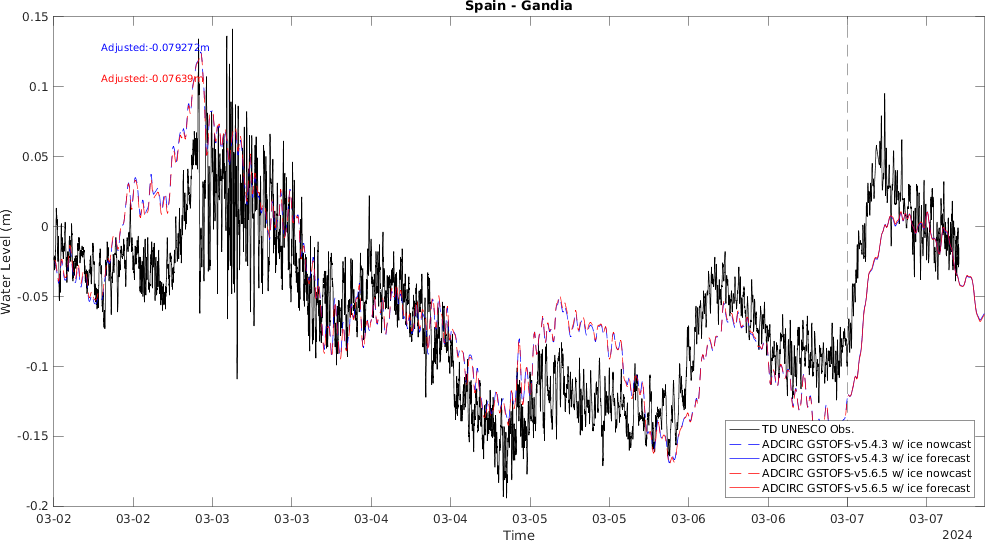 Spain - Gandia
Adjusted:-0.079272m
Adjusted:-0.07639m
0.15
0.1
0.05
0
-0.05
-0.1
-0.15
-0.2
Water Level (m)
TD UNESCO Obs.
ADCIRC GSTOFS-v5.4.3 w/ ice nowcast
ADCIRC GSTOFS-v5.4.3 w/ ice forecast
ADCIRC GSTOFS-v5.6.5 w/ ice nowcast
ADCIRC GSTOFS-v5.6.5 w/ ice forecast
03-02 03-02 03-03 03-03 03-04 03-04 03-05 03-05 03-06 03-06 03-07 03-07
Time
2024